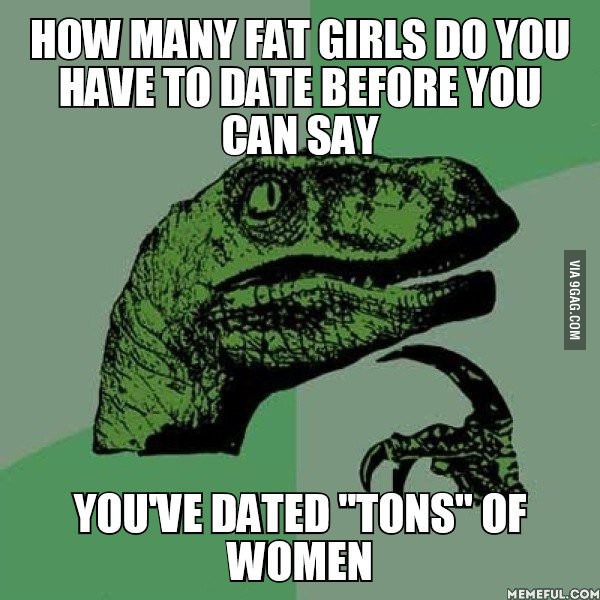 HOW MANY FAT GIRLS DO YOU
HAVE TO DATE BEFORE YOU
CAN SAY
VIA 9GAG.COM
YOU'VE DATED "TONS" OF
WOMEN
MEMEFUL.COM